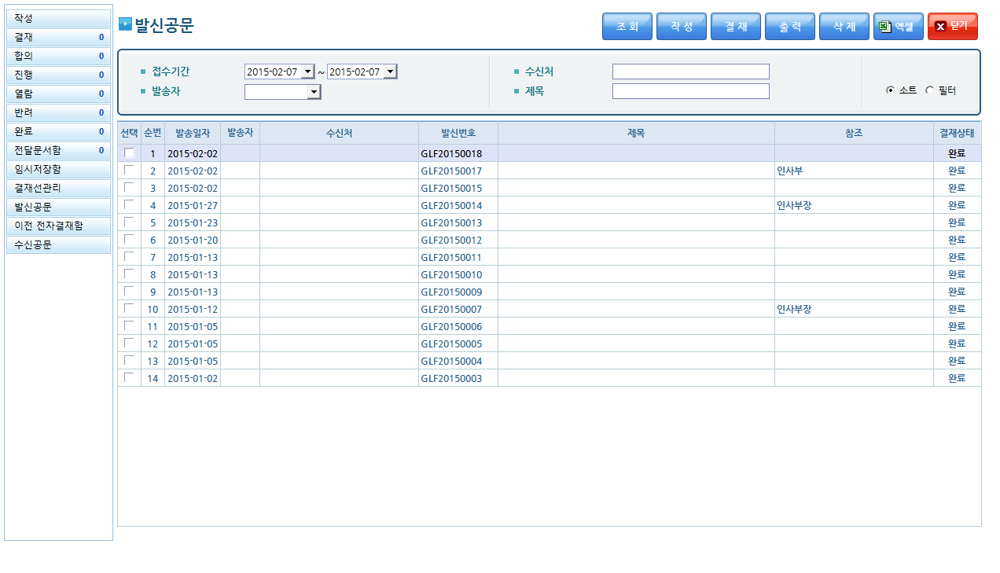 작성
결재 0
합의 0
진행 0
열람 0
반려 0
완료 0
전달문서함 0
임시저장함
결재선관리
발신공문
이전 전자결재함
수신공문
발신공문
조 회 작 성 결 재 출 력 삭 제 엑셀 닫기
접수기간 2015-02-07 ~ 2015-02-07 수신처
발송자 제목 소트 필터
선택 순번 발송일자 발송자 수신처 발신번호 제목 참조 결재상태
1 2015-02-02 GLF20150018 완료
2 2015-02-02 GLF20150017 인사부 완료
3 2015-02-02 GLF20150015 완료
4 2015-01-27 GLF20150014 인사부장 완료
5 2015-01-23 GLF20150013 완료
6 2015-01-20 GLF20150012 완료
7 2015-01-13 GLF20150011 완료
8 2015-01-13 GLF20150010 완료
9 2015-01-13 GLF20150009 완료
10 2015-01-12 GLF20150007 인사부장 완료
11 2015-01-05 GLF20150006 완료
12 2015-01-05 GLF20150005 완료
13 2015-01-05 GLF20150004 완료
14 2015-01-02 GLF20150003 완료